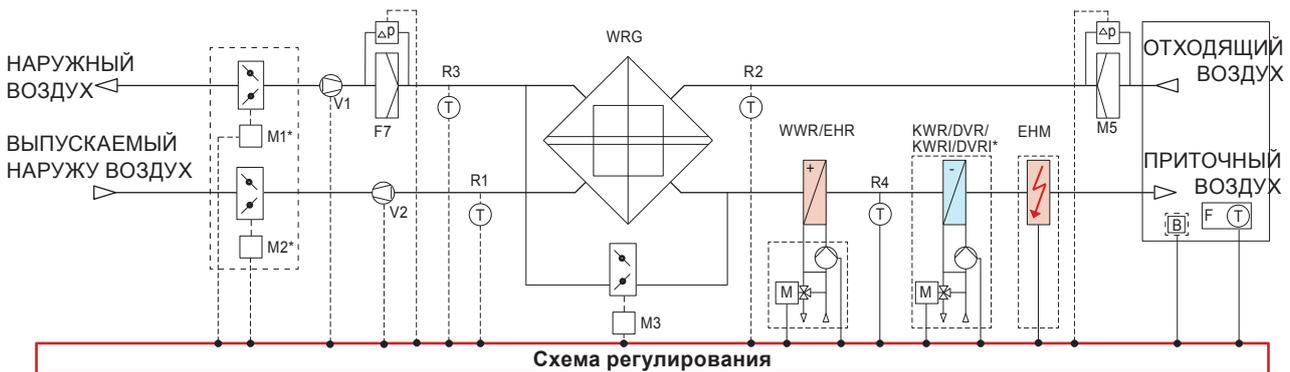 Δp
WRG
Δp
НАРУЖНЫЙ
ВОЗДУХ
R3
R2
ОТХОДЯЩИЙ
ВОЗДУХ
V1
T
T
F7
M1*
M5
WWR/EHR
KWR/DVR/
KWRI/DVRI*
EHM
ВЫПУСКАЕМЫЙ
НАРУЖУ ВОЗДУХ
ПРИТОЧНЫЙ
ВОЗДУХ
+
-
R1
R4
V2
T
T
B
F
T
M2*
M
M
M3
Схема регулирования